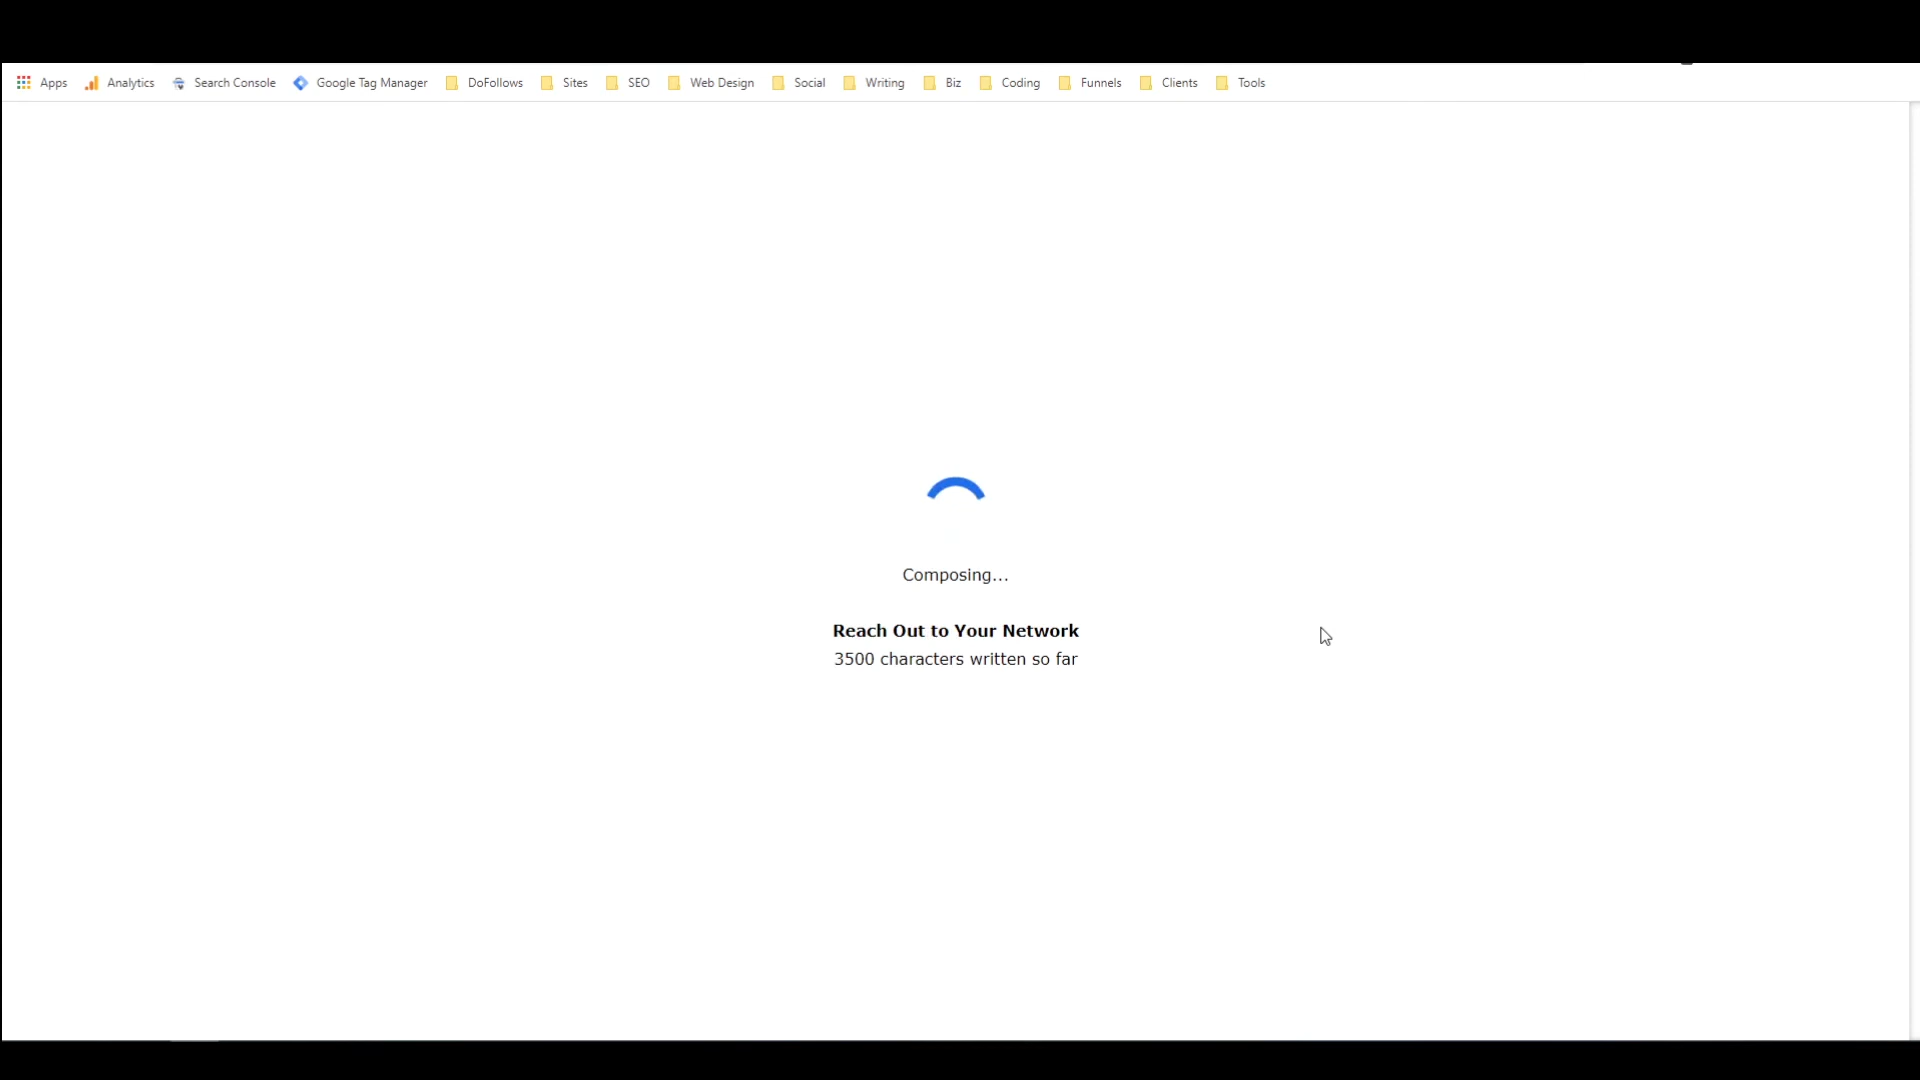 Apps Analytics Search Console Google Tag Manager DoFollows Sites SEO Web Design Social Writing Biz Coding Funnels Clients Tools
Composing...
Reach Out to Your Network
3500 characters written so far